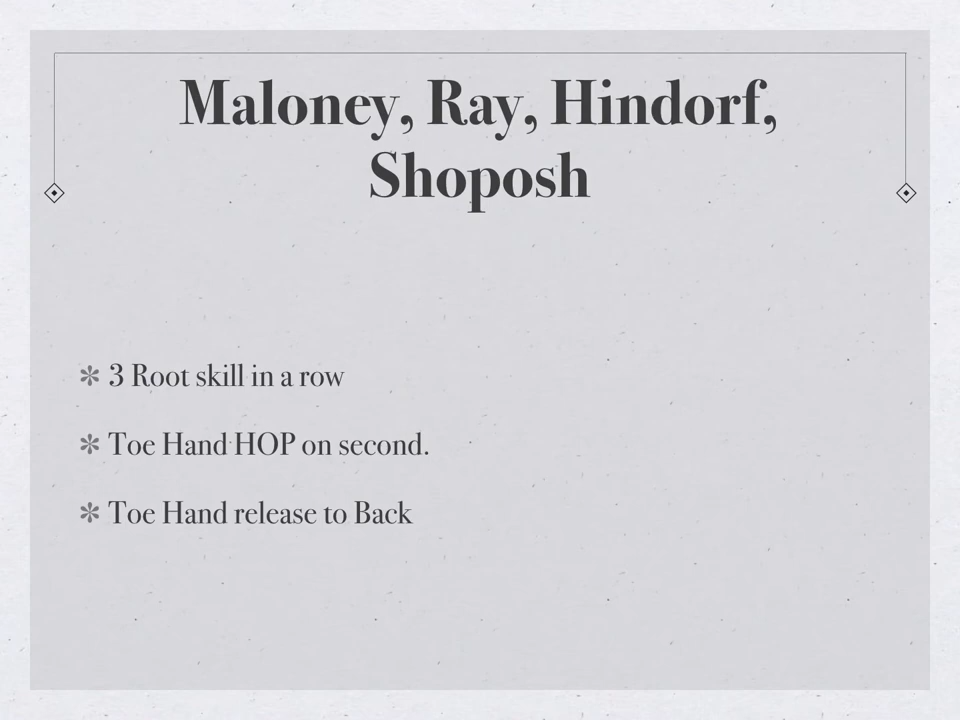 Maloney, Ray, Hindorf,
Shoposh
3 Root skill in a row
Toe Hand HOP on second.
Toe Hand release to Back